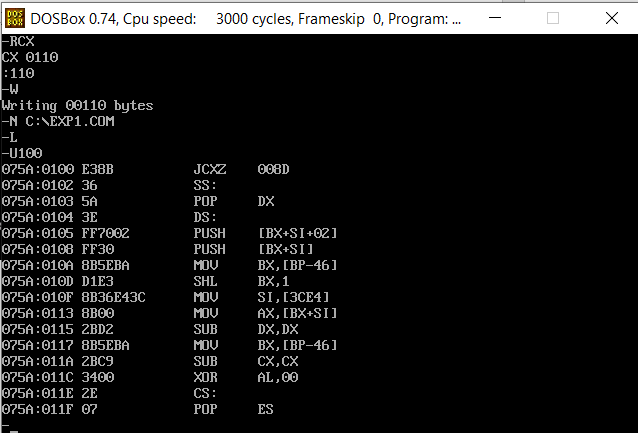 DOSBox 0.74, Cpu speed: 3000 cycles, Frameskip 0, Program: ...
-RCX
CX 0110
:110
-W
Writing 00110 bytes
-N C:\EXP1.COM
-L
-U100
075A:0100 E38B JCXZ 008D
075A:0102 36 SS:
075A:0103 5A POP DX
075A:0104 3E DS:
075A:0105 FF7002 PUSH [BX+SI+02]
075A:0108 FF30 PUSH [BX+SI]
075A:010A 8B5EBA MOV BX,[BP-46]
075A:010D D1E3 SHL BX,1
075A:010F 8B36E43C MOV SI,[3CE4]
075A:0113 8B00 MOV AX,[BX+SI]
075A:0115 2BD2 SUB DX,DX
075A:0117 8B5EBA MOV BX,[BP-46]
075A:011A 2BC9 SUB CX,CX
075A:011C 3400 XOR AL,00
075A:011E 2E CS:
075A:011F 07 POP ES
-